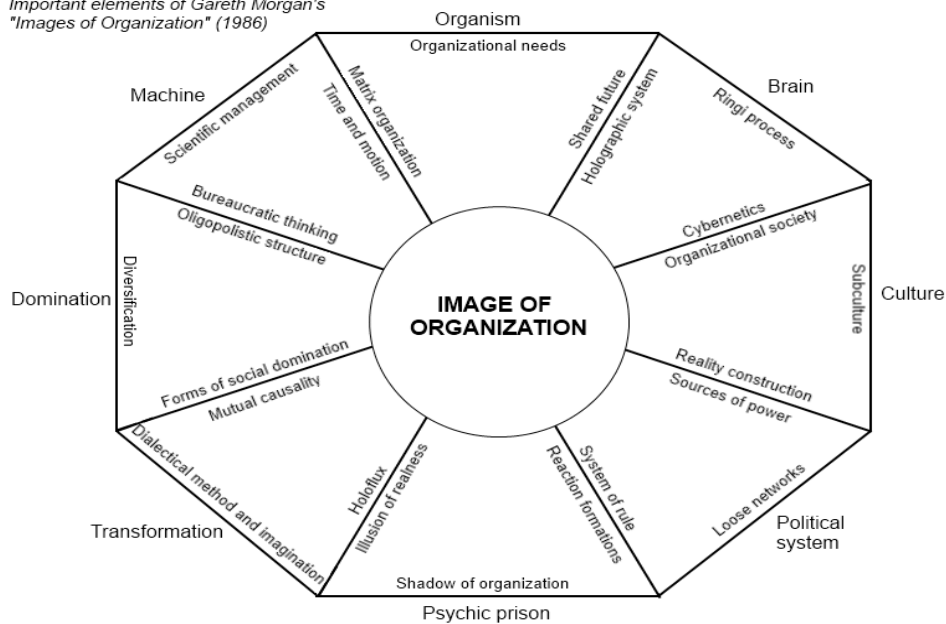 Important elements of Gareth Morgan's
"Images of Organization" (1986)
Organism
Organizational needs
Machine
Scientific management
Matrix organization
Time and motion
Shared future
Holographic system
Brain
Ringi process
Bureaucratic thinking
Oligopolistic structure
Cybernetics
Organizational society
Domination
Diversification
IMAGE OF
ORGANIZATION
Subculture
Culture
Forms of social domination
Mutual causality
Reality construction
Sources of power
Dialectical method and imagination
Holoflux
Illusion of realness
System of rule
Reaction formations
Loose networks
Transformation
Political
system
Shadow of organization
Psychic prison